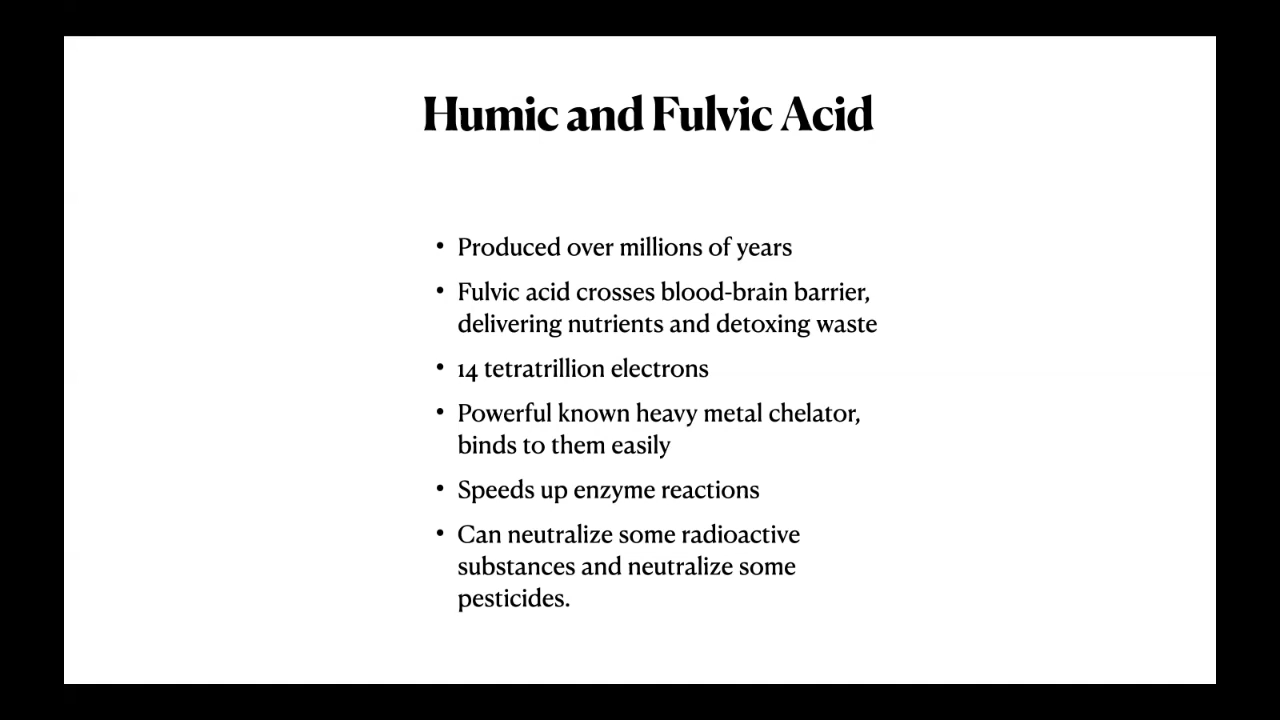 Humic and Fulvic Acid
• Produced over millions of years
• Fulvic acid crosses blood-brain barrier,
delivering nutrients and detoxing waste
• 14 tetratrillion electrons
• Powerful known heavy metal chelator,
binds to them easily
• Speeds up enzyme reactions
• Can neutralize some radioactive
substances and neutralize some
pesticides.